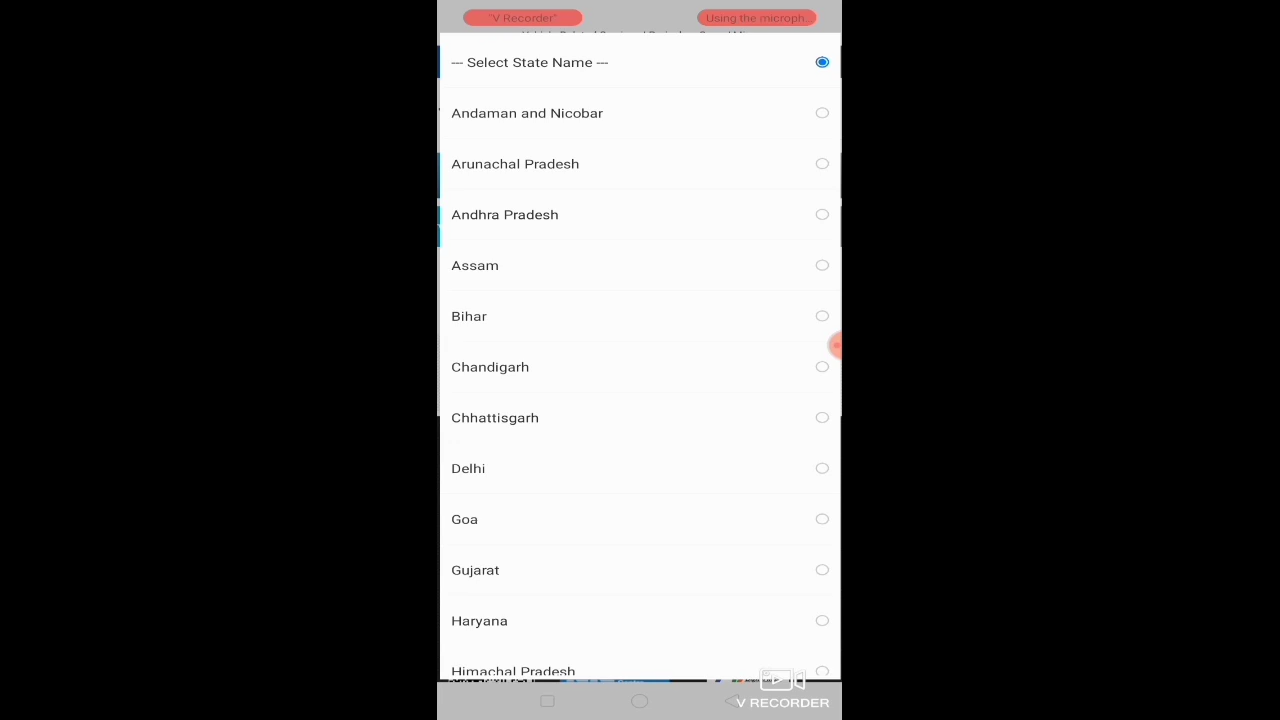 "V Recorder"
Using the microph...
--- Select State Name ---
Andaman and Nicobar
Arunachal Pradesh
Andhra Pradesh
Assam
Bihar
Chandigarh
Chhattisgarh
Delhi
Goa
Gujarat
Haryana
Himachal Pradesh
V RECORDER